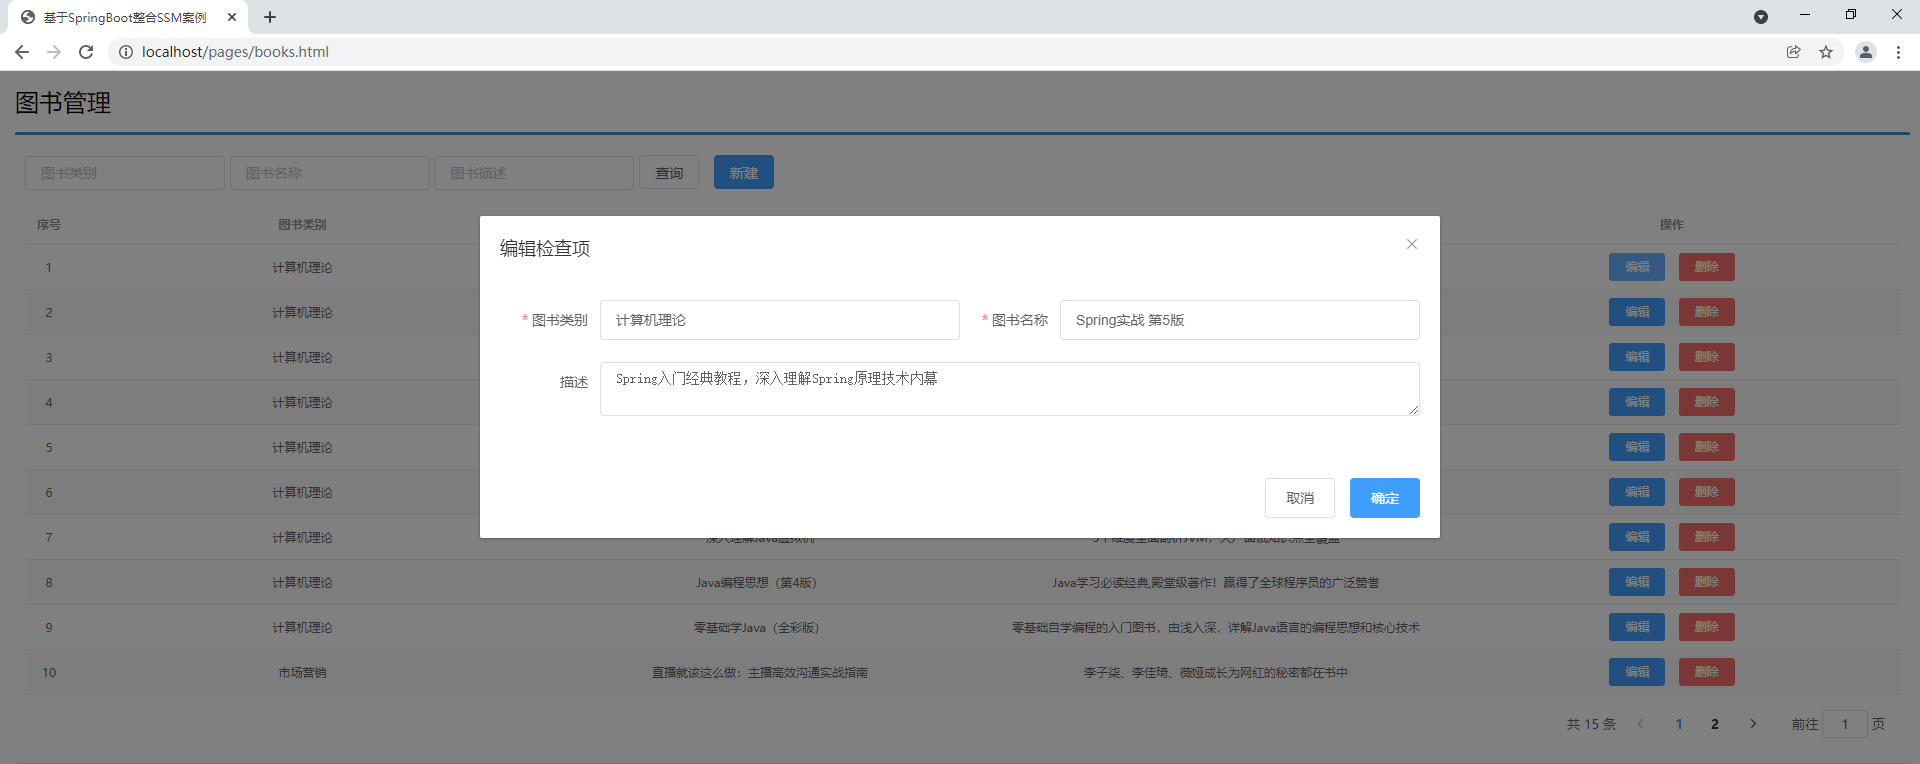 基于SpringBoot整合SSM案例
localhost/pages/books.html
图书管理
图书类别 图书名称 图书描述 查询 新建
序号 图书类别 操作
编辑检查项
1 计算机理论 编辑 删除
2 计算机理论 编辑 删除
* 图书类别 计算机理论 * 图书名称 Spring实战 第5版
3 计算机理论 编辑 删除
描述 Spring入门经典教程，深入理解Spring原理技术内幕
4 计算机理论 编辑 删除
5 计算机理论 编辑 删除
6 计算机理论 编辑 删除
取消 确定
7 计算机理论 深入理解Java虚拟机 编辑 删除
8 计算机理论 Java编程思想（第4版） Java学习必读经典,殿堂级著作！赢得了全球程序员的广泛赞誉 编辑 删除
9 计算机理论 零基础学Java（全彩版） 零基础自学编程的入门图书，由浅入深，详解Java语言的编程思想和核心技术 编辑 删除
10 市场营销 直播就该这么做：主播高效沟通实战指南 李子柒、李佳琦、薇娅成长为网红的秘密都在书中 编辑 删除
共 15 条 1 2 前往 1 页